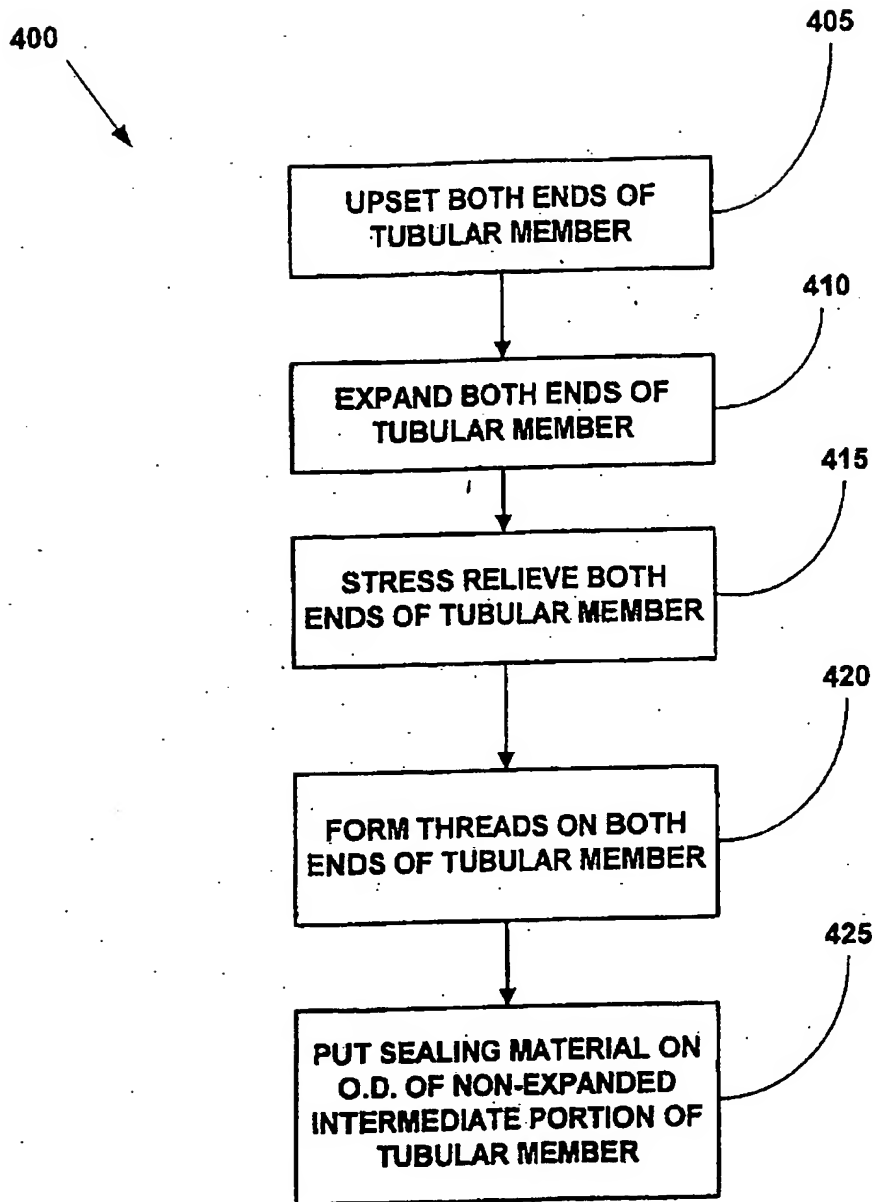 400
405
UPSET BOTH ENDS OF
TUBULAR MEMBER
410
EXPAND BOTH ENDS OF
TUBULAR MEMBER
415
STRESS RELIEVE BOTH
ENDS OF TUBULAR MEMBER
420
FORM THREADS ON BOTH
ENDS OF TUBULAR MEMBER
425
PUT SEALING MATERIAL ON
O.D. OF NON-EXPANDED
INTERMEDIATE PORTION OF
TUBULAR MEMBER